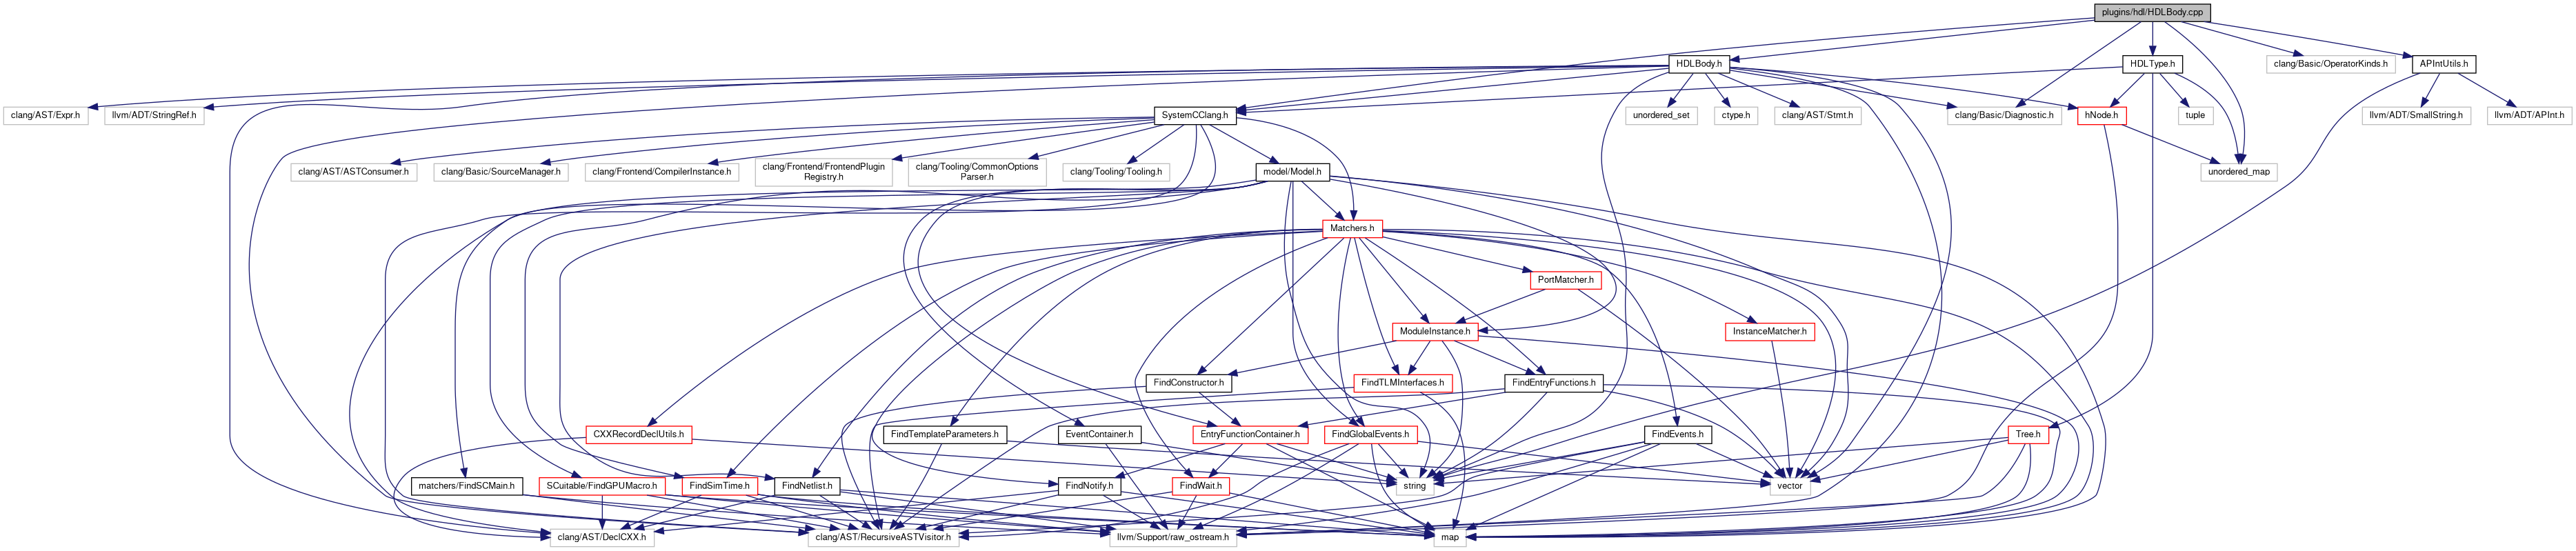 plugins/hdl/HDLBody.cpp
HDLBody.h
HDLType.h
clang/Basic/OperatorKinds.h
APIntUtils.h
clang/AST/Expr.h
llvm/ADT/StringRef.h
SystemCClang.h
unordered_set
ctype.h
clang/AST/Stmt.h
clang/Basic/Diagnostic.h
hNode.h
tuple
llvm/ADT/SmallString.h
llvm/ADT/APInt.h
clang/AST/ASTConsumer.h
clang/Basic/SourceManager.h
clang/Frontend/CompilerInstance.h
clang/Frontend/FrontendPlugin
Registry.h
clang/Tooling/CommonOptions
Parser.h
clang/Tooling/Tooling.h
model/Model.h
unordered_map
Matchers.h
PortMatcher.h
ModuleInstance.h
InstanceMatcher.h
FindConstructor.h
FindTLMInterfaces.h
FindEntryFunctions.h
CXXRecordDeclUtils.h
FindTemplateParameters.h
EventContainer.h
EntryFunctionContainer.h
FindGlobalEvents.h
FindEvents.h
Tree.h
matchers/FindSCMain.h
SCuitable/FindGPUMacro.h
FindSimTime.h
FindNetlist.h
FindNotify.h
FindWait.h
string
vector
clang/AST/DeclCXX.h
clang/AST/RecursiveASTVisitor.h
llvm/Support/raw_ostream.h
map